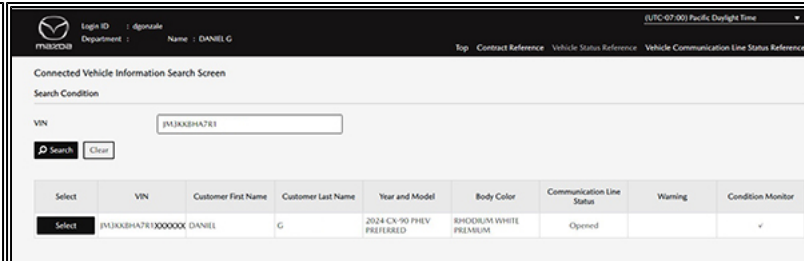 mazda
Login ID : dgonzale
Department : Name : DANIEL G
(UTC-07:00) Pacific Daylight Time
Top Contract Reference Vehicle Status Reference Vehicle Communication Line Status Reference
Connected Vehicle Information Search Screen
Search Condition
VIN JM3KKBHA7R1
Search Clear
Select VIN Customer First Name Customer Last Name Year and Model Body Color Communication Line Status Warning Condition Monitor
Select JM3KKBHA7R1XXXXXX DANIEL G 2024 CX-90 PHEV PREFERRED RHODIUM WHITE PREMIUM Opened ✓